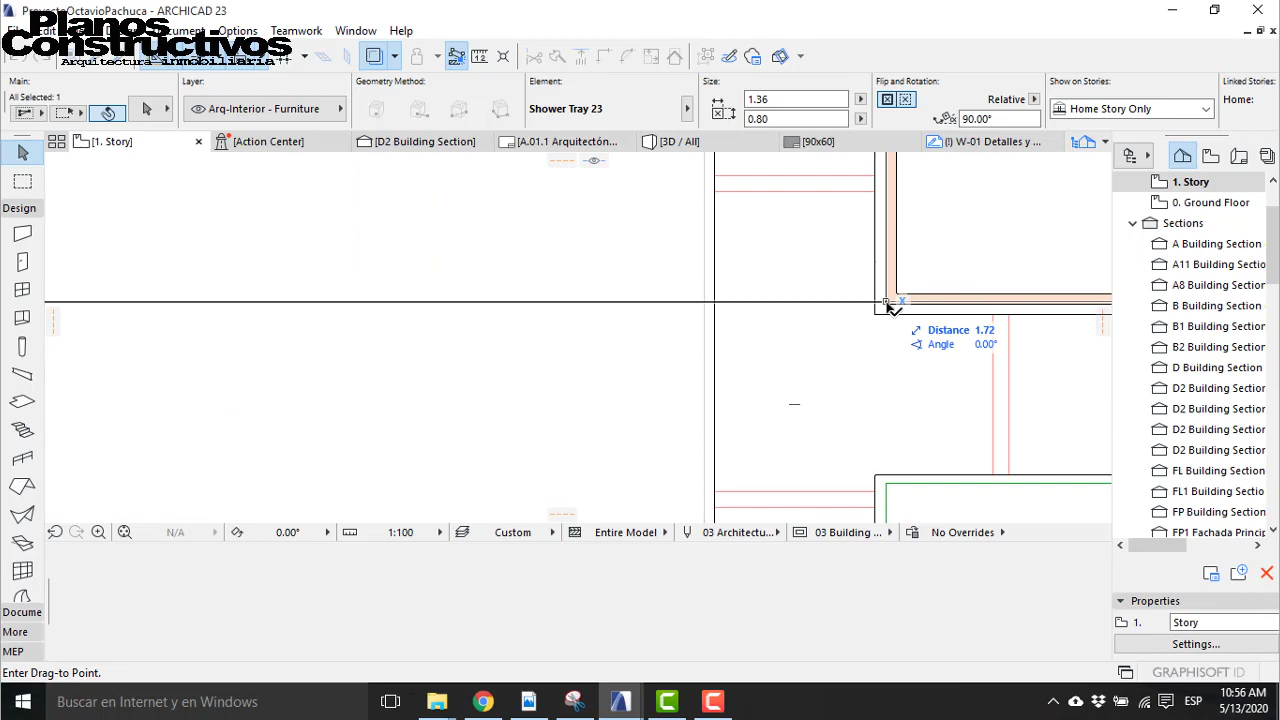 ProyectoOctavioPachuca - ARCHICAD 23
Document Options Teamwork Window Help
Planos
Constructivos
Arquitectura inmobiliaria
Main:
All Selected: 1
Layer:
Arq-Interior - Furniture
Geometry Method:
Element:
Shower Tray 23
Size:
1.36
0.80
Flip and Rotation:
Relative
90.00°
Show on Stories:
Home Story Only
Linked Stories:
Home:
[1. Story]
[Action Center]
[D2 Building Section]
[A.01.1 Arquitectón...
[3D / All]
[90x60]
(!) W-01 Detalles y ...
Design
X
Distance 1.72
Angle 0.00°
1. Story
0. Ground Floor
Sections
A Building Section
A11 Building Section
A8 Building Section
B Building Section
B1 Building Section
B2 Building Section
D Building Section
D2 Building Section
D2 Building Section
D2 Building Section
D2 Building Section
FL Building Section
FL1 Building Sectio
FP Building Section
FP1 Fachada Princip
N/A
0.00°
1:100
Custom
Entire Model
03 Architectu...
03 Building ...
No Overrides
Docume
More
MEP
Properties
1.
Story
Settings...
Enter Drag-to Point.
GRAPHISOFT ID
Buscar en Internet y en Windows
ESP
10:56 AM
5/13/2020